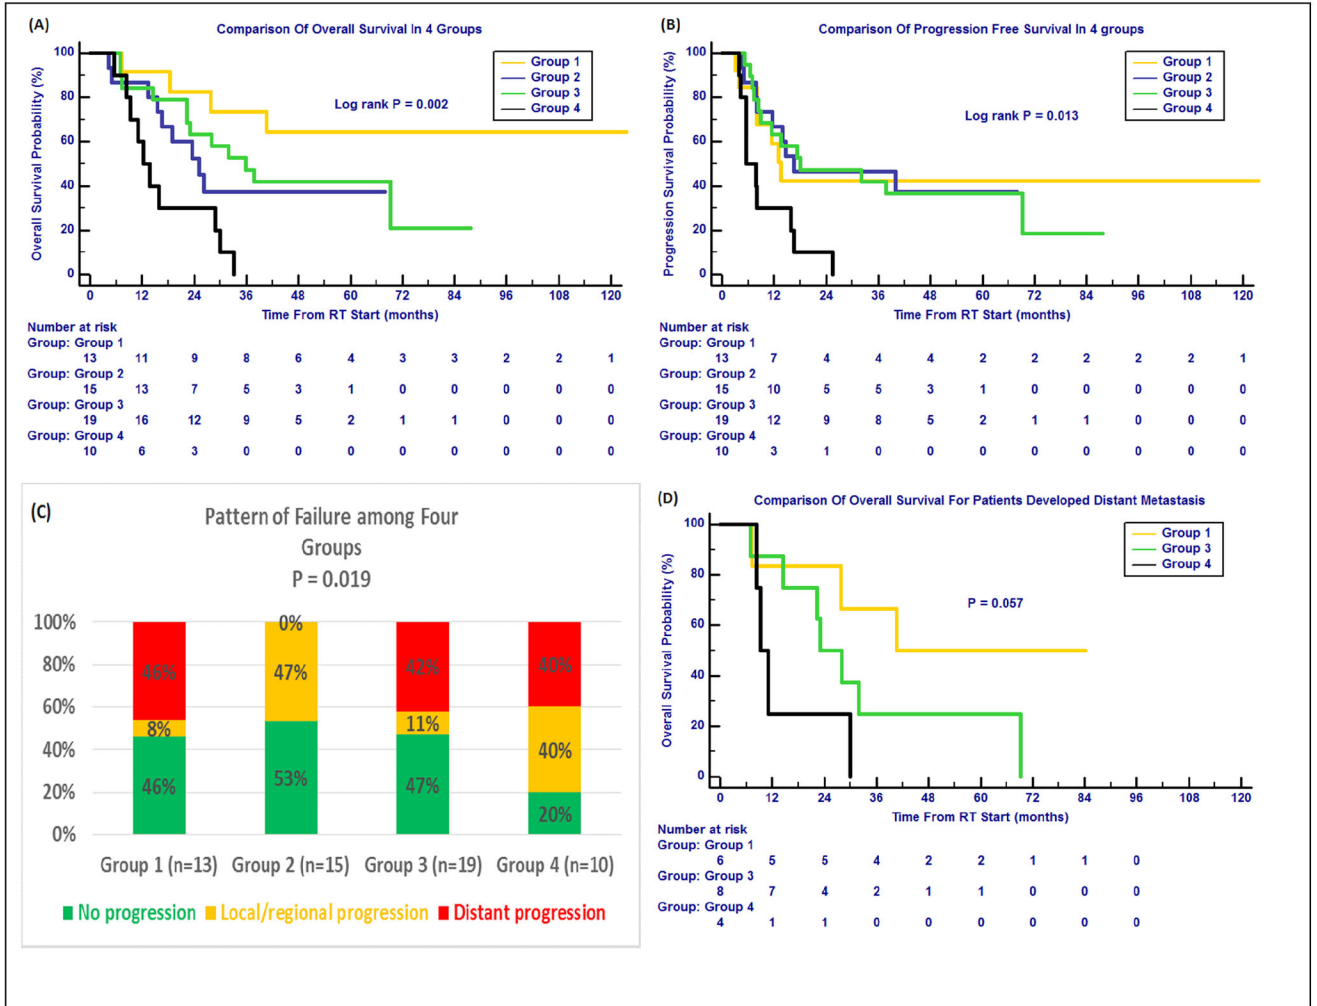 (A)
Comparison Of Overall Survival In 4 Groups
Overall Survival Probability (%)
100
80
60
40
20
0
Group 1
Group 2
Group 3
Group 4
Log rank P = 0.002
0 12 24 36 48 60 72 84 96 108 120
Time From RT Start (months)
Number at risk
Group: Group 1
13 11 9 8 6 4 3 3 2 2 1
Group: Group 2
15 13 7 5 3 1 0 0 0 0 0
Group: Group 3
19 16 12 9 5 2 1 1 0 0 0
Group: Group 4
10 6 3 0 0 0 0 0 0 0 0
(B)
Comparison Of Progression Free Survival In 4 groups
Progression Survival Probability (%)
100
80
60
40
20
0
Group 1
Group 2
Group 3
Group 4
Log rank P = 0.013
0 12 24 36 48 60 72 84 96 108 120
Time From RT Start (months)
Number at risk
Group: Group 1
13 7 4 4 4 2 2 2 2 2 1
Group: Group 2
15 10 5 5 3 1 0 0 0 0 0
Group: Group 3
19 12 9 8 5 2 1 1 0 0 0
Group: Group 4
10 3 1 0 0 0 0 0 0 0 0
(C)
Pattern of Failure among Four
Groups
P = 0.019
100%
80%
60%
40%
20%
0%
46%
8%
46%
0%
47%
53%
42%
11%
47%
40%
40%
20%
Group 1 (n=13) Group 2 (n=15) Group 3 (n=19) Group 4 (n=10)
No progression Local/regional progression Distant progression
(D)
Comparison Of Overall Survival For Patients Developed Distant Metastasis
Overall Survival Probability (%)
100
80
60
40
20
0
Group 1
Group 3
Group 4
P = 0.057
0 12 24 36 48 60 72 84 96 108 120
Time From RT Start (months)
Number at risk
Group: Group 1
6 5 5 4 2 2 1 1 0
Group: Group 3
8 7 4 2 1 1 0 0 0
Group: Group 4
4 1 1 0 0 0 0 0 0